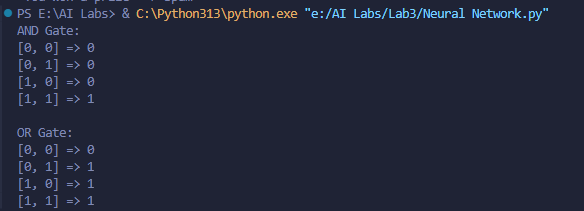 PS E:\AI Labs> & C:\Python313\python.exe "e:/AI Labs/Lab3/Neural Network.py"
AND Gate:
[0, 0] => 0
[0, 1] => 0
[1, 0] => 0
[1, 1] => 1
OR Gate:
[0, 0] => 0
[0, 1] => 1
[1, 0] => 1
[1, 1] => 1